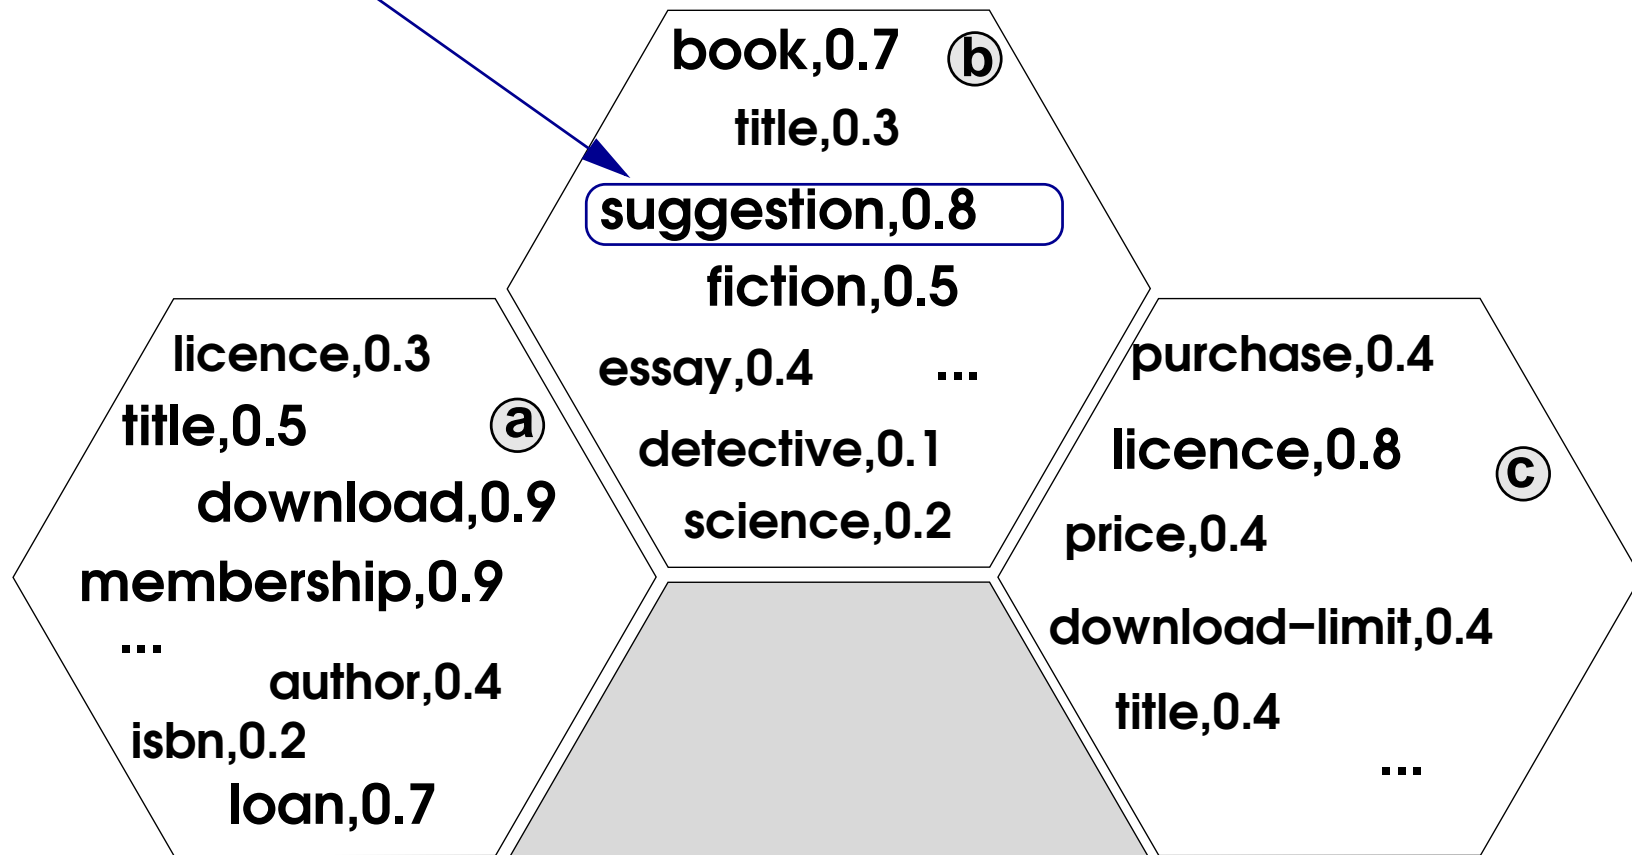 book,0.7
b
title,0.3
suggestion,0.8
fiction,0.5
essay,0.4
...
detective,0.1
science,0.2
licence,0.3
title,0.5
a
download,0.9
membership,0.9
...
author,0.4
isbn,0.2
loan,0.7
purchase,0.4
licence,0.8
c
price,0.4
download–limit,0.4
title,0.4
...